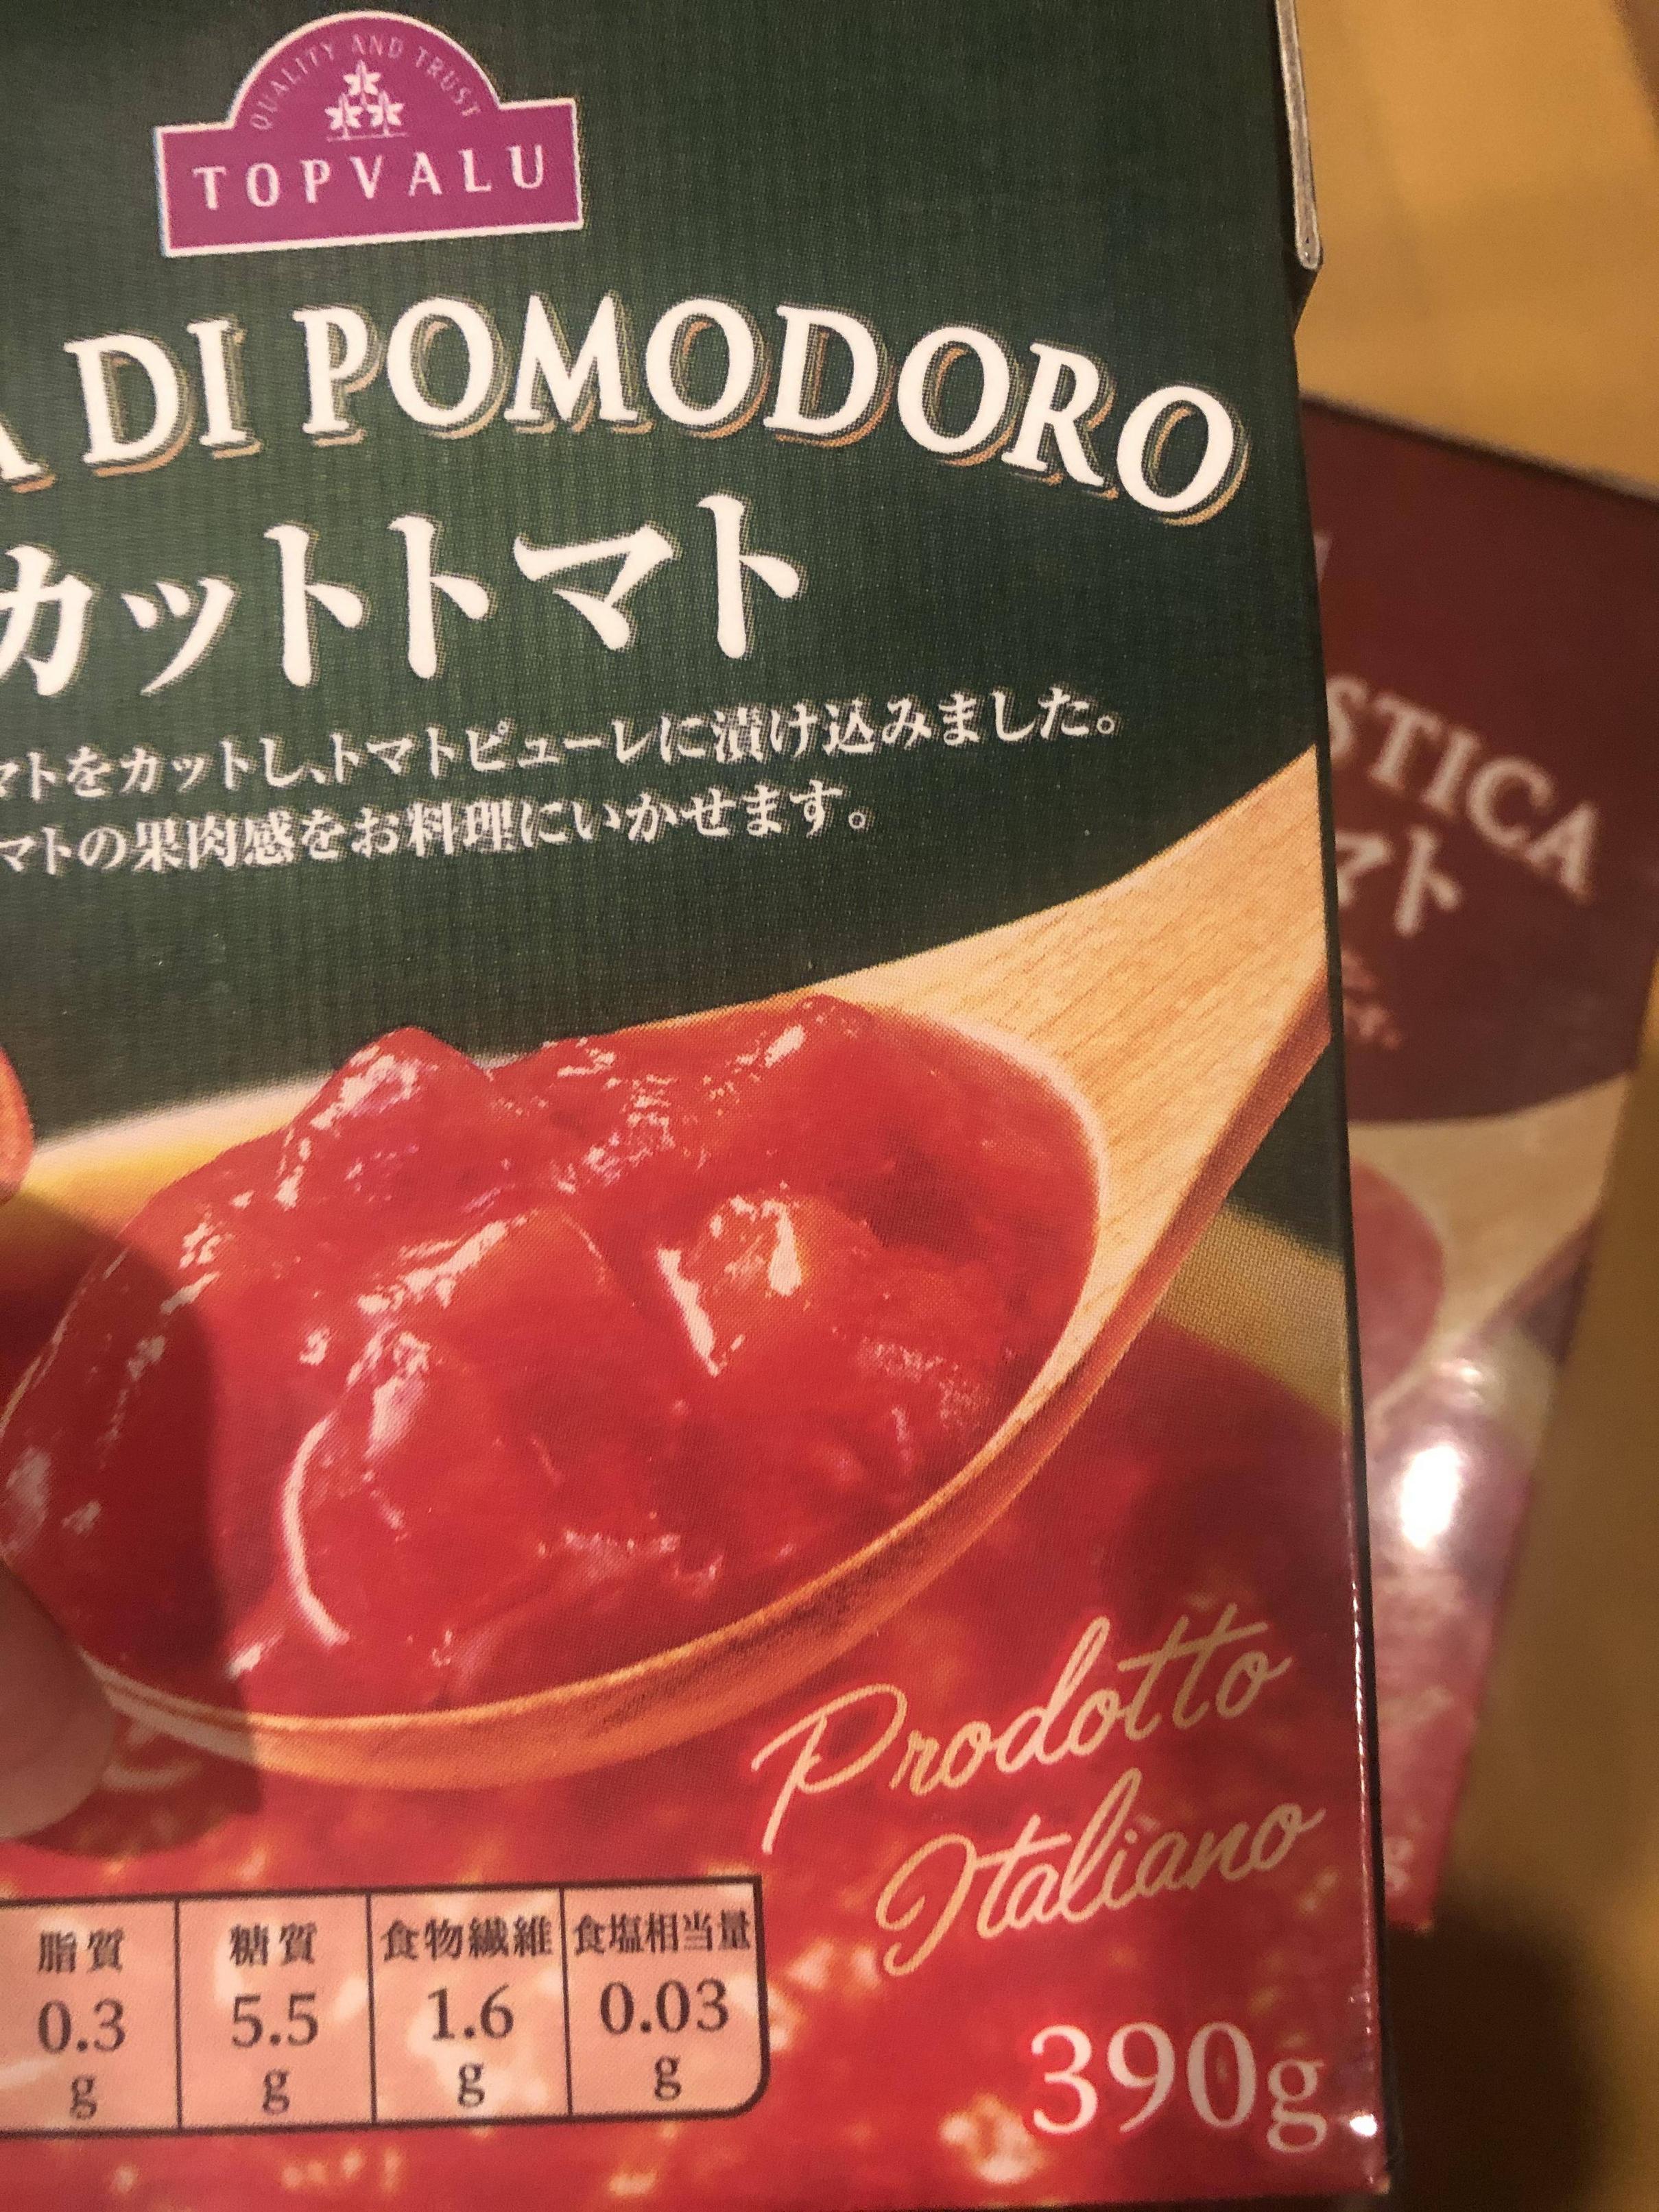 QUALITY AND TRUST
TOPVALU
DI POMODORO
カットトマト
マトをカットし、トマトピューレに漬け込みました。
マトの果肉感をお料理にいかせます。
STICA
マト
Prodotto
Italiano
脂質 糖質 食物繊維 食塩相当量
0.3 5.5 1.6 0.03
g g g g
390g
g